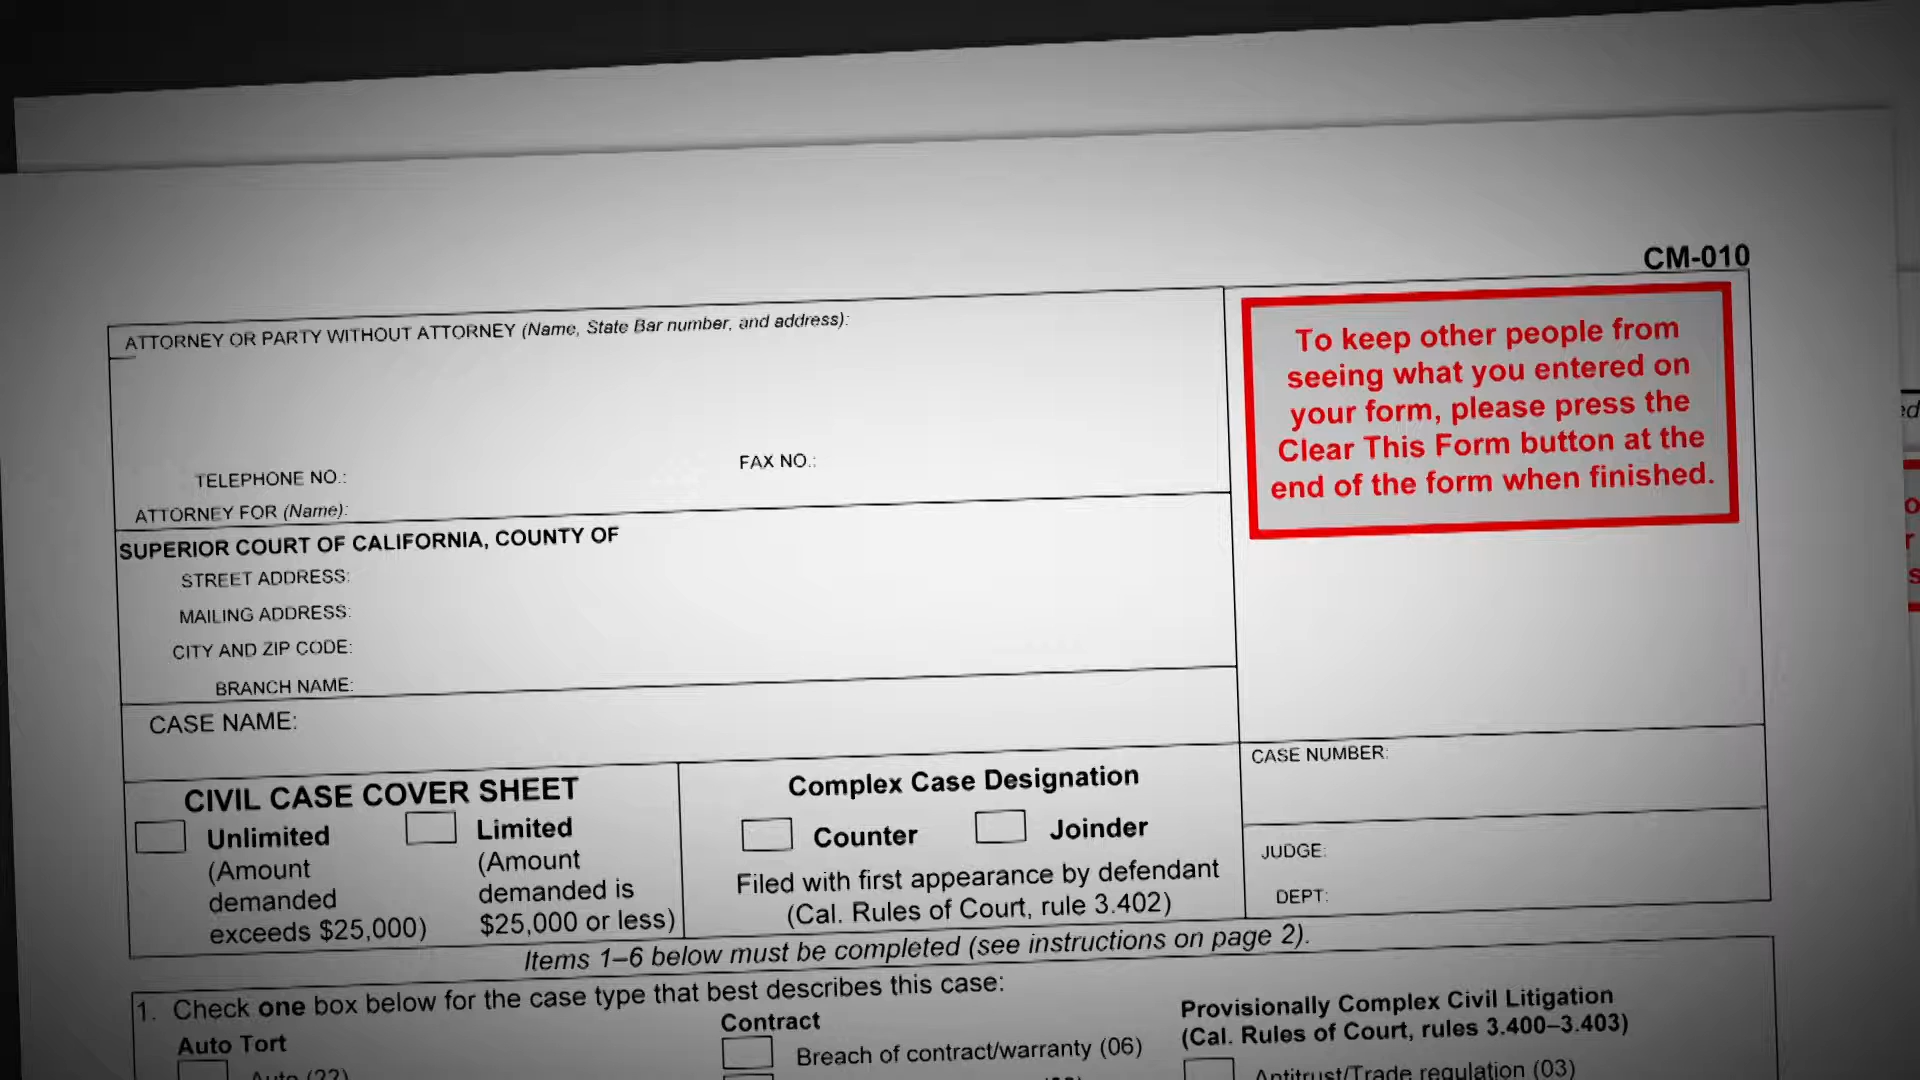 CM-010
ATTORNEY OR PARTY WITHOUT ATTORNEY (Name, State Bar number, and address):
TELEPHONE NO.:
FAX NO.:
ATTORNEY FOR (Name):
To keep other people from
seeing what you entered on
your form, please press the
Clear This Form button at the
end of the form when finished.
SUPERIOR COURT OF CALIFORNIA, COUNTY OF
STREET ADDRESS:
MAILING ADDRESS:
CITY AND ZIP CODE:
BRANCH NAME:
CASE NAME:
CIVIL CASE COVER SHEET
Unlimited
(Amount
demanded
exceeds $25,000)
Limited
(Amount
demanded is
$25,000 or less)
Complex Case Designation
Counter
Joinder
Filed with first appearance by defendant
(Cal. Rules of Court, rule 3.402)
CASE NUMBER:
JUDGE:
DEPT:
Items 1–6 below must be completed (see instructions on page 2).
1. Check one box below for the case type that best describes this case:
Auto Tort
Auto (22)
Contract
Breach of contract/warranty (06)
Provisionally Complex Civil Litigation
(Cal. Rules of Court, rules 3.400–3.403)
Antitrust/Trade regulation (03)